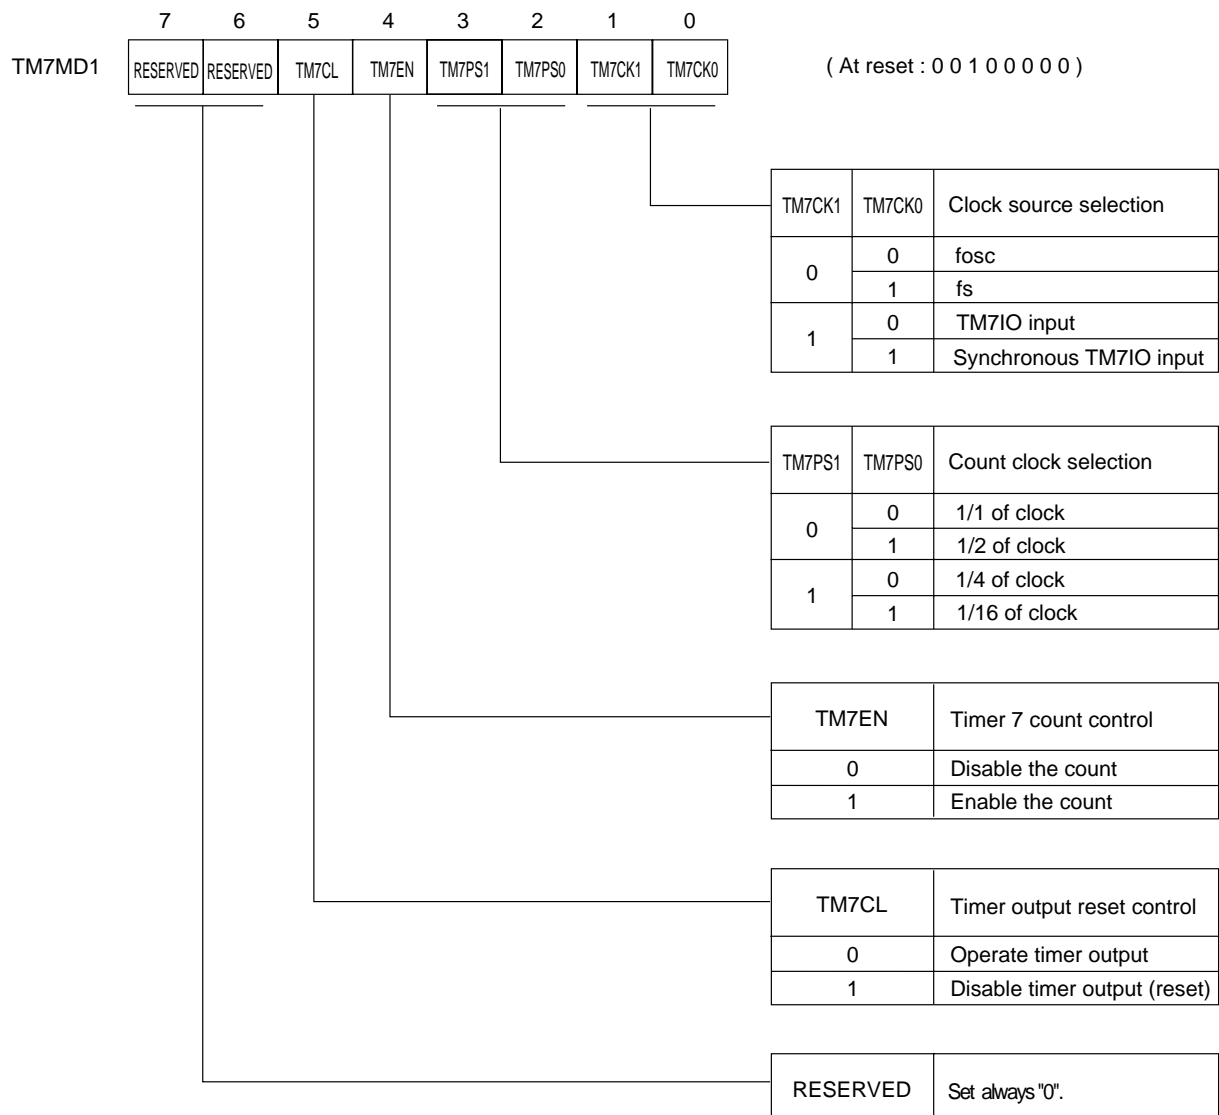 7 6 5 4 3 2 1 0
TM7MD1 RESERVED RESERVED TM7CL TM7EN TM7PS1 TM7PS0 TM7CK1 TM7CK0 ( At reset : 0 0 1 0 0 0 0 0 )
TM7CK1 TM7CK0 Clock source selection
0 0 fosc
1 fs
1 0 TM7IO input
1 Synchronous TM7IO input
TM7PS1 TM7PS0 Count clock selection
0 0 1/1 of clock
1 1/2 of clock
1 0 1/4 of clock
1 1/16 of clock
TM7EN Timer 7 count control
0 Disable the count
1 Enable the count
TM7CL Timer output reset control
0 Operate timer output
1 Disable timer output (reset)
RESERVED Set always "0".